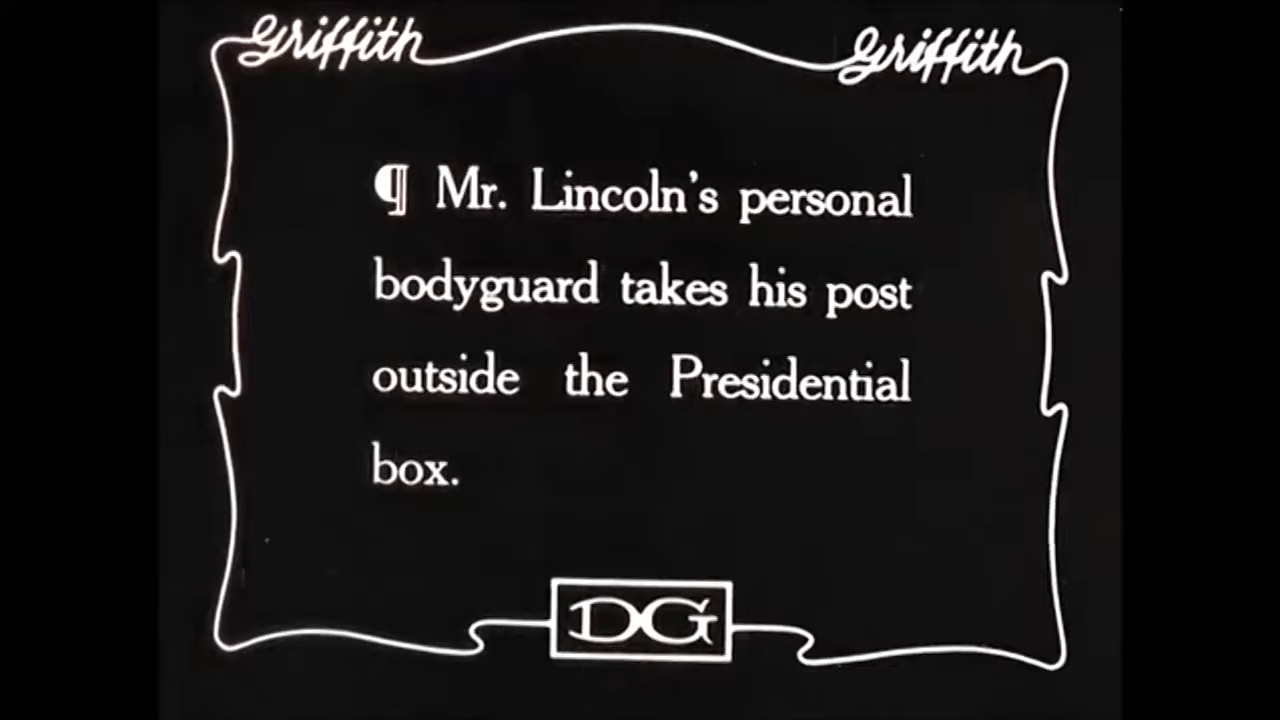 Griffith Griffith
¶ Mr. Lincoln's personal
bodyguard takes his post
outside the Presidential
box.
DG